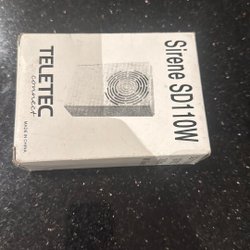 Sirene SD110W
TELETEC
connect
MADE IN CHINA